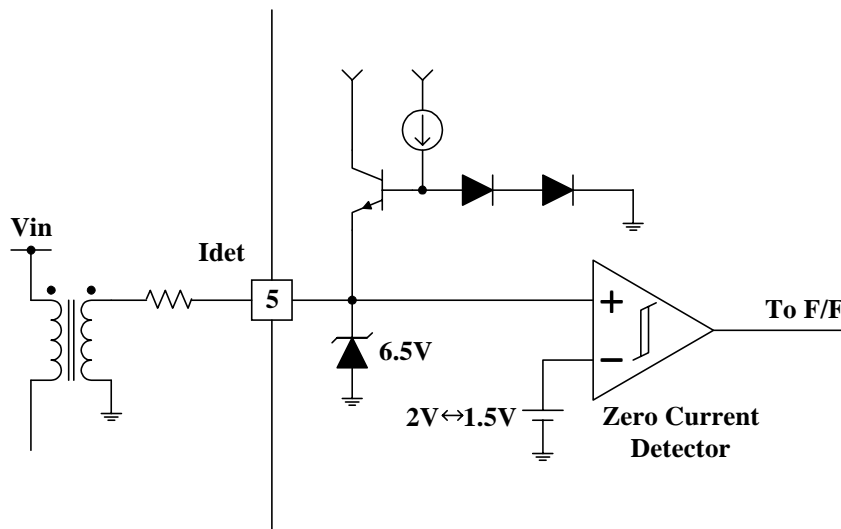 Vin
Idet
5
6.5V
2V↔1.5V
+
−
To F/F
Zero Current
Detector